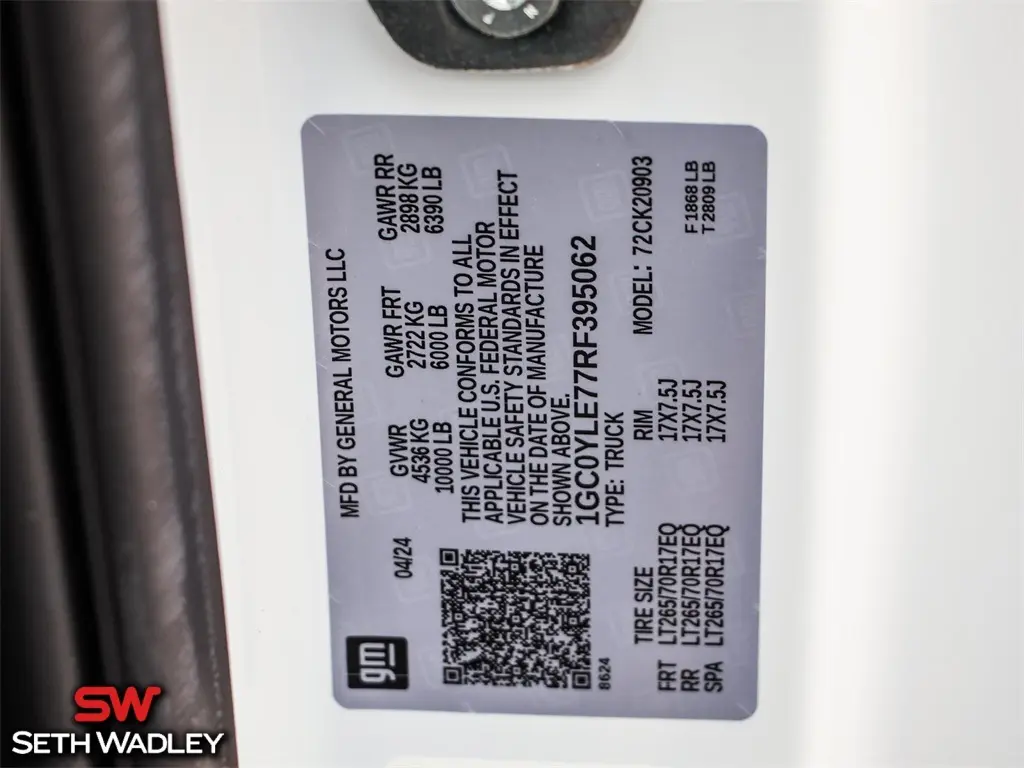 MFD BY GENERAL MOTORS LLC
gm
04/24
GVWR GAWR FRT GAWR RR
4536 KG 2722 KG 2898 KG
10000 LB 6000 LB 6390 LB
THIS VEHICLE CONFORMS TO ALL
APPLICABLE U.S. FEDERAL MOTOR
VEHICLE SAFETY STANDARDS IN EFFECT
ON THE DATE OF MANUFACTURE
SHOWN ABOVE.
1GC0YLE77RF395062
TYPE: TRUCK
8624
TIRE SIZE RIM MODEL: 72CK20903
FRT LT265/70R17EQ 17X7.5J
RR LT265/70R17EQ 17X7.5J
SPA LT265/70R17EQ 17X7.5J
F1868 LB
T2809 LB
SW
SETH WADLEY